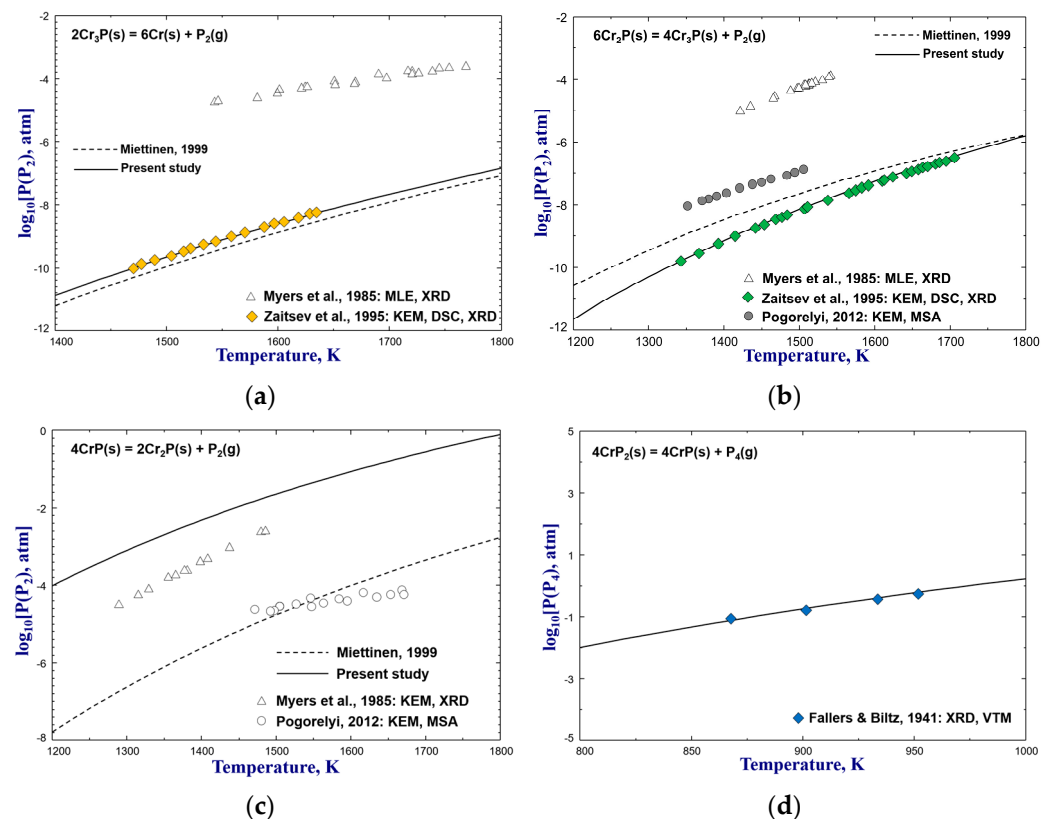 2Cr₃P(s) = 6Cr(s) + P₂(g)
log₁₀[P(P₂), atm]
-2
-4
-6
-8
-10
-12
Miettinen, 1999
Present study
Myers et al., 1985: MLE, XRD
Zaitsev et al., 1995: KEM, DSC, XRD
1400
1500
1600
1700
1800
Temperature, K
(a)
6Cr₂P(s) = 4Cr₃P(s) + P₂(g)
log₁₀[P(P₂), atm]
-2
-4
-6
-8
-10
-12
Miettinen, 1999
Present study
Myers et al., 1985: MLE, XRD
Zaitsev et al., 1995: KEM, DSC, XRD
Pogorelyi, 2012: KEM, MSA
1200
1300
1400
1500
1600
1700
1800
Temperature, K
(b)
4CrP(s) = 2Cr₂P(s) + P₂(g)
log₁₀[P(P₂), atm]
0
-2
-4
-6
-8
Miettinen, 1999
Present study
Myers et al., 1985: KEM, XRD
Pogorelyi, 2012: KEM, MSA
1200
1300
1400
1500
1600
1700
1800
Temperature, K
(c)
4CrP₂(s) = 4CrP(s) + P₄(g)
log₁₀[P(P₄), atm]
5
3
1
-1
-3
-5
Fallers & Biltz, 1941: XRD, VTM
800
850
900
950
1000
Temperature, K
(d)